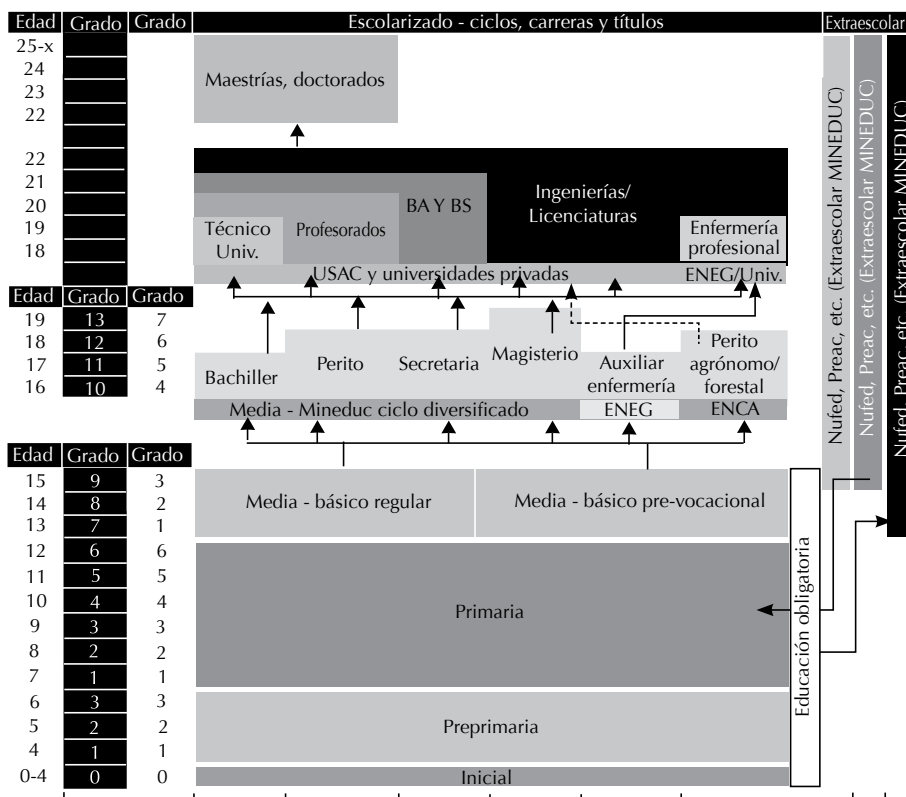 Edad Grado Grado Escolarizado - ciclos, carreras y títulos Extraescolar
25-x
24
23
22
22
21
20
19
18
Maestrías, doctorados
Ingenierías/
Licenciaturas
BA Y BS
Técnico
Univ.
Profesorados
Enfermería
profesional
USAC y universidades privadas
ENEG/Univ.
Edad Grado Grado
19 13 7
18 12 6
17 11 5
16 10 4
Bachiller
Perito
Secretaria
Magisterio
Auxiliar
enfermería
Perito
agrónomo/
forestal
Media - Mineduc ciclo diversificado
ENEG
ENCA
Edad Grado Grado
15 9 3
14 8 2
13 7 1
12 6 6
11 5 5
10 4 4
9 3 3
8 2 2
7 1 1
6 3 3
5 2 2
4 1 1
0-4 0 0
Media - básico regular
Media - básico pre-vocacional
Primaria
Preprimaria
Inicial
Educación obligatoria
Nufed, Preac, etc. (Extraescolar MINEDUC)
Nufed, Preac, etc. (Extraescolar MINEDUC)
Nufed, Preac, etc. (Extraescolar MINEDUC)